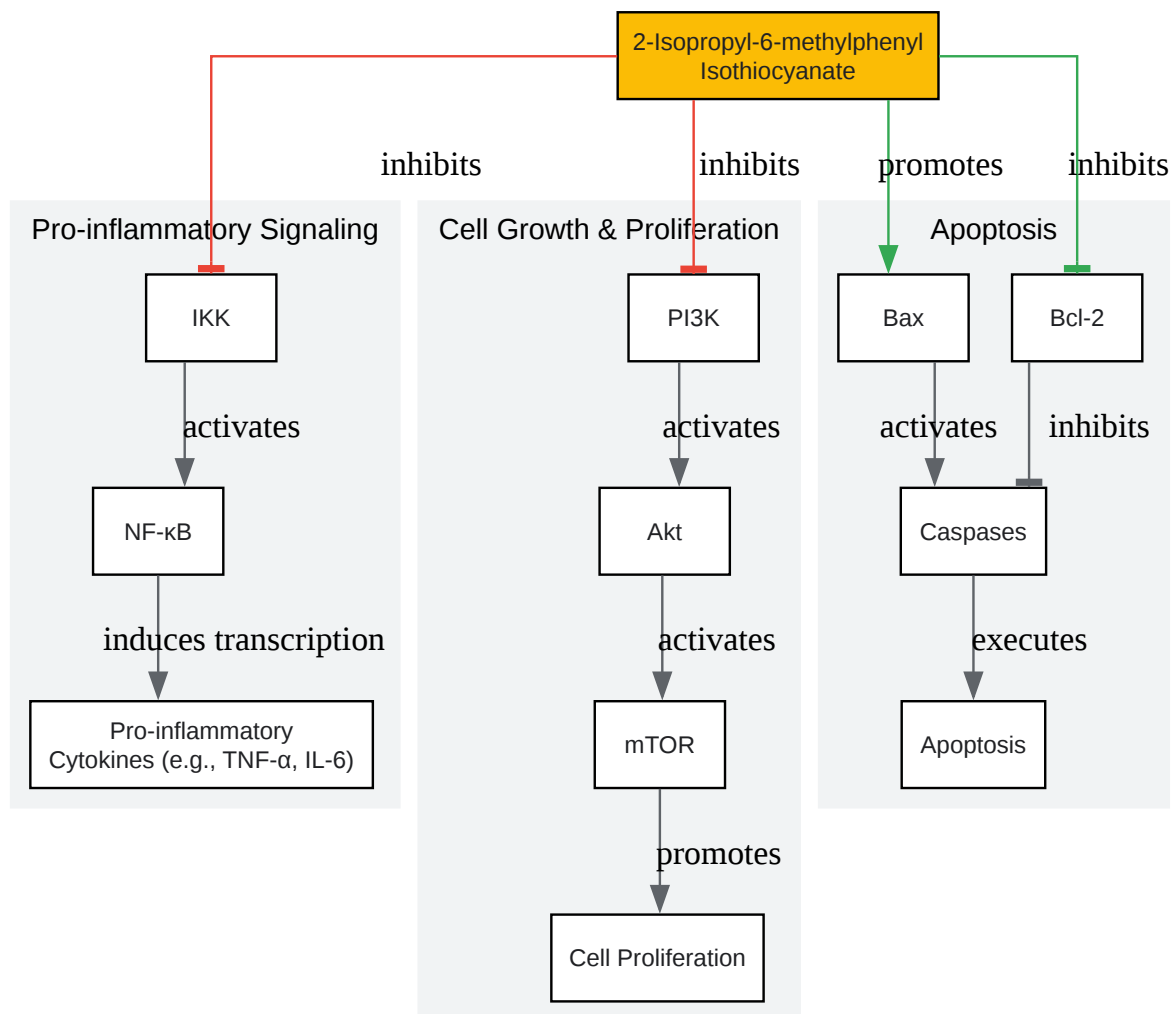 2-Isopropyl-6-methylphenyl
Isothiocyanate
inhibits
inhibits
promotes
inhibits
Pro-inflammatory Signaling
Cell Growth & Proliferation
Apoptosis
IKK
PI3K
Bax
Bcl-2
activates
activates
activates
inhibits
NF-κB
Akt
Caspases
induces transcription
activates
executes
Pro-inflammatory
Cytokines (e.g., TNF-α, IL-6)
mTOR
Apoptosis
promotes
Cell Proliferation